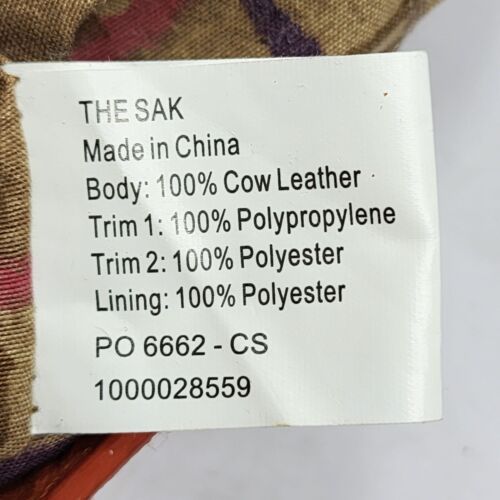 THE SAK
Made in China
Body: 100% Cow Leather
Trim 1: 100% Polypropylene
Trim 2: 100% Polyester
Lining: 100% Polyester
PO 6662 - CS
1000028559